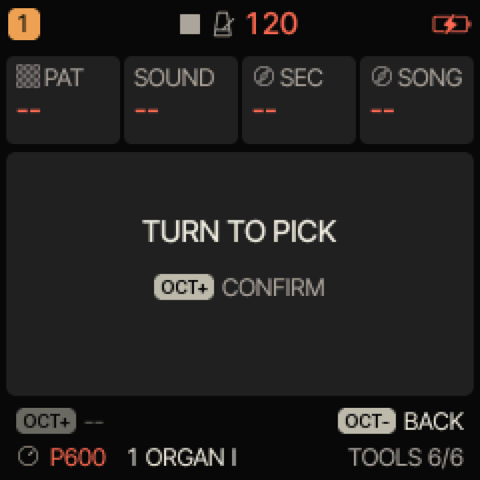 1 120
PAT SOUND SEC SONG
-- -- -- --
TURN TO PICK
OCT+ CONFIRM
OCT+ -- OCT- BACK
P600 1 ORGAN I TOOLS 6/6